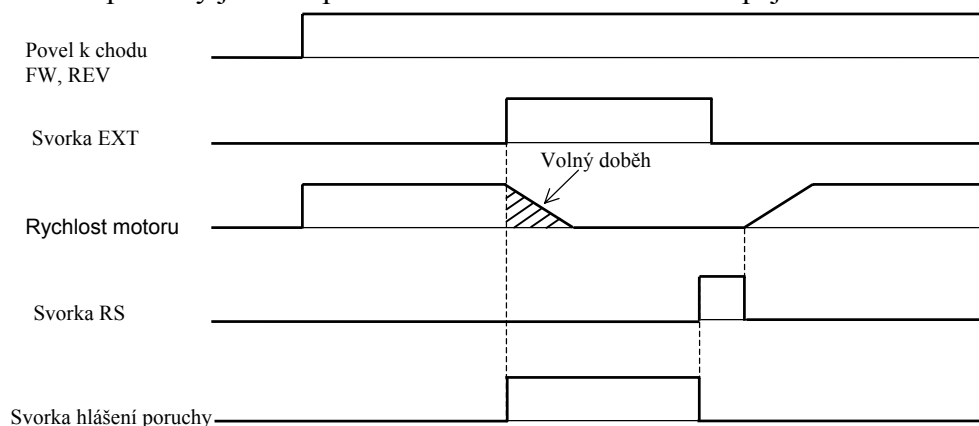 Povel k chodu
FW, REV
Svorka EXT
Volný doběh
Rychlost motoru
Svorka RS
Svorka hlášení poruchy